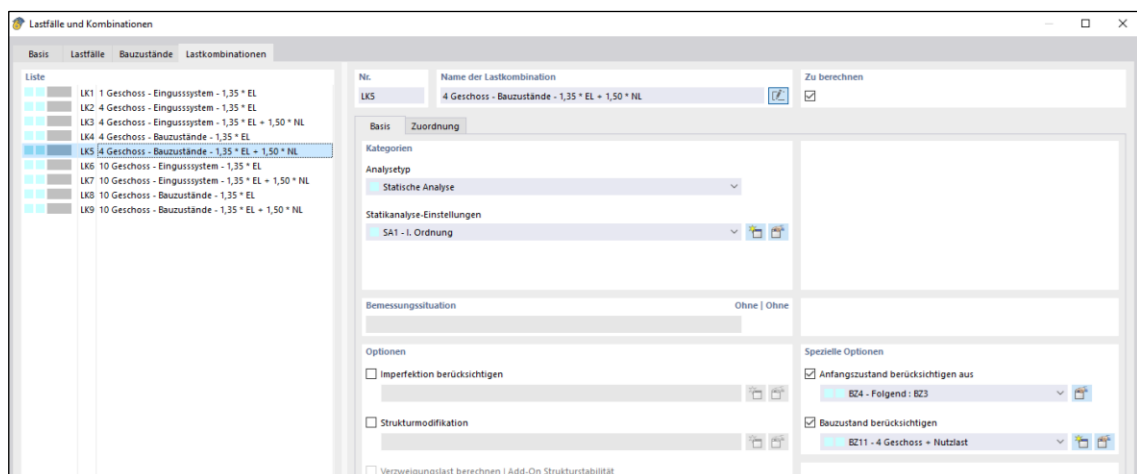 Lastfälle und Kombinationen
Basis Lastfälle Bauzustände Lastkombinationen
Liste
LK1 1 Geschoss - Eingusssystem - 1,35 * EL
LK2 4 Geschoss - Eingusssystem - 1,35 * EL
LK3 4 Geschoss - Eingusssystem - 1,35 * EL + 1,50 * NL
LK4 4 Geschoss - Bauzustände - 1,35 * EL
LK5 4 Geschoss - Bauzustände - 1,35 * EL + 1,50 * NL
LK6 10 Geschoss - Eingusssystem - 1,35 * EL
LK7 10 Geschoss - Eingusssystem - 1,35 * EL + 1,50 * NL
LK8 10 Geschoss - Bauzustände - 1,35 * EL
LK9 10 Geschoss - Bauzustände - 1,35 * EL + 1,50 * NL
Nr. Name der Lastkombination Zu berechnen
LK5 4 Geschoss - Bauzustände - 1,35 * EL + 1,50 * NL
Basis Zuordnung
Kategorien
Analysetyp
Statische Analyse
Statikanalyse-Einstellungen
SA1 - I. Ordnung
Bemessungssituation Ohne | Ohne
Optionen
Imperfektion berücksichtigen
Strukturmodifikation
Verzweigungslast berechnen | Add-On Strukturstabilität
Spezielle Optionen
Anfangszustand berücksichtigen aus
BZ4 - Folgend : BZ3
Bauzustand berücksichtigen
BZ11 - 4 Geschoss + Nutzlast